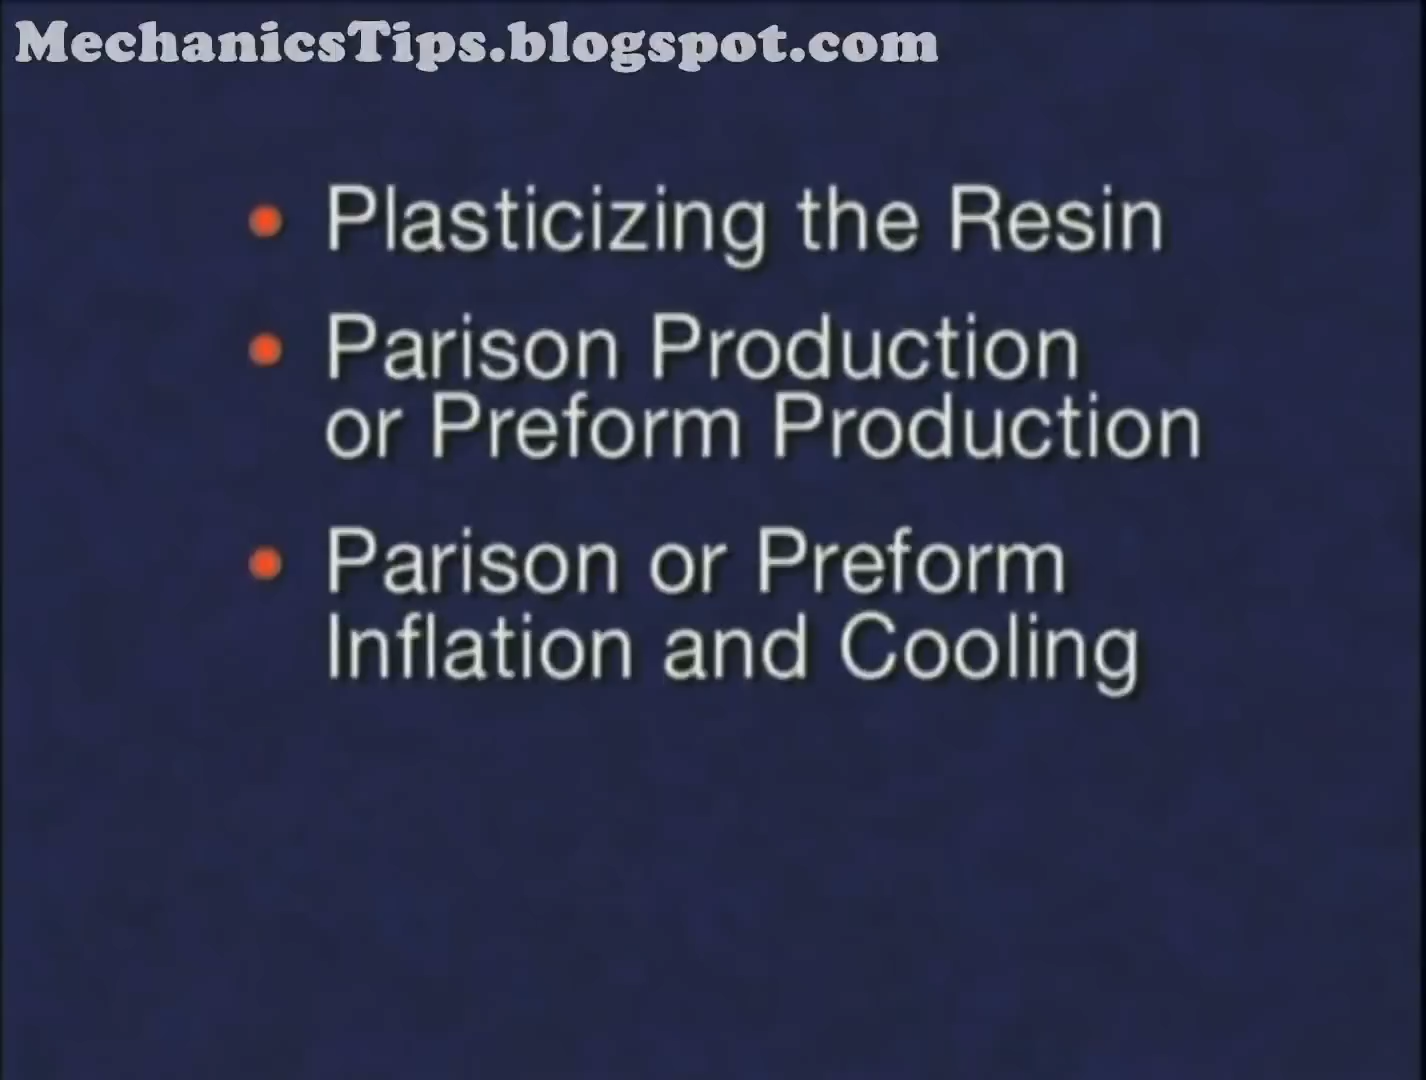 MechanicsTips.blogspot.com
• Plasticizing the Resin
• Parison Production
or Preform Production
• Parison or Preform
Inflation and Cooling